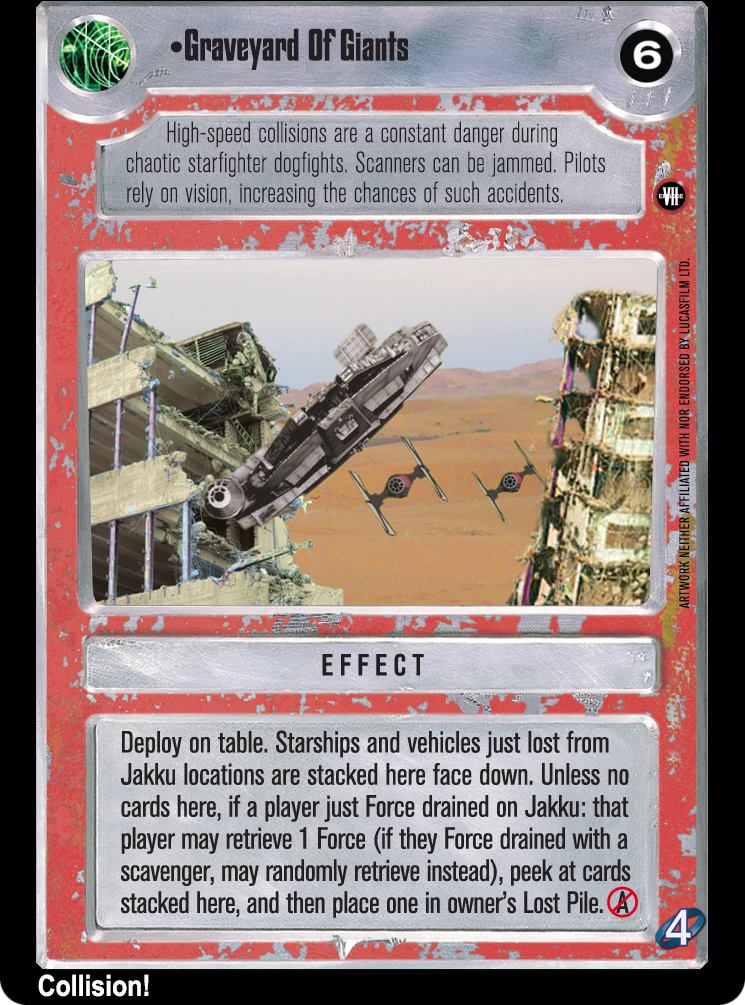 •Graveyard Of Giants
6
High-speed collisions are a constant danger during
chaotic starfighter dogfights. Scanners can be jammed. Pilots
rely on vision, increasing the chances of such accidents.
EPISODE
VII
ARTWORK NEITHER AFFILIATED WITH NOR ENDORSED BY LUCASFILM LTD.
EFFECT
Deploy on table. Starships and vehicles just lost from
Jakku locations are stacked here face down. Unless no
cards here, if a player just Force drained on Jakku: that
player may retrieve 1 Force (if they Force drained with a
scavenger, may randomly retrieve instead), peek at cards
stacked here, and then place one in owner's Lost Pile. A
4
Collision!